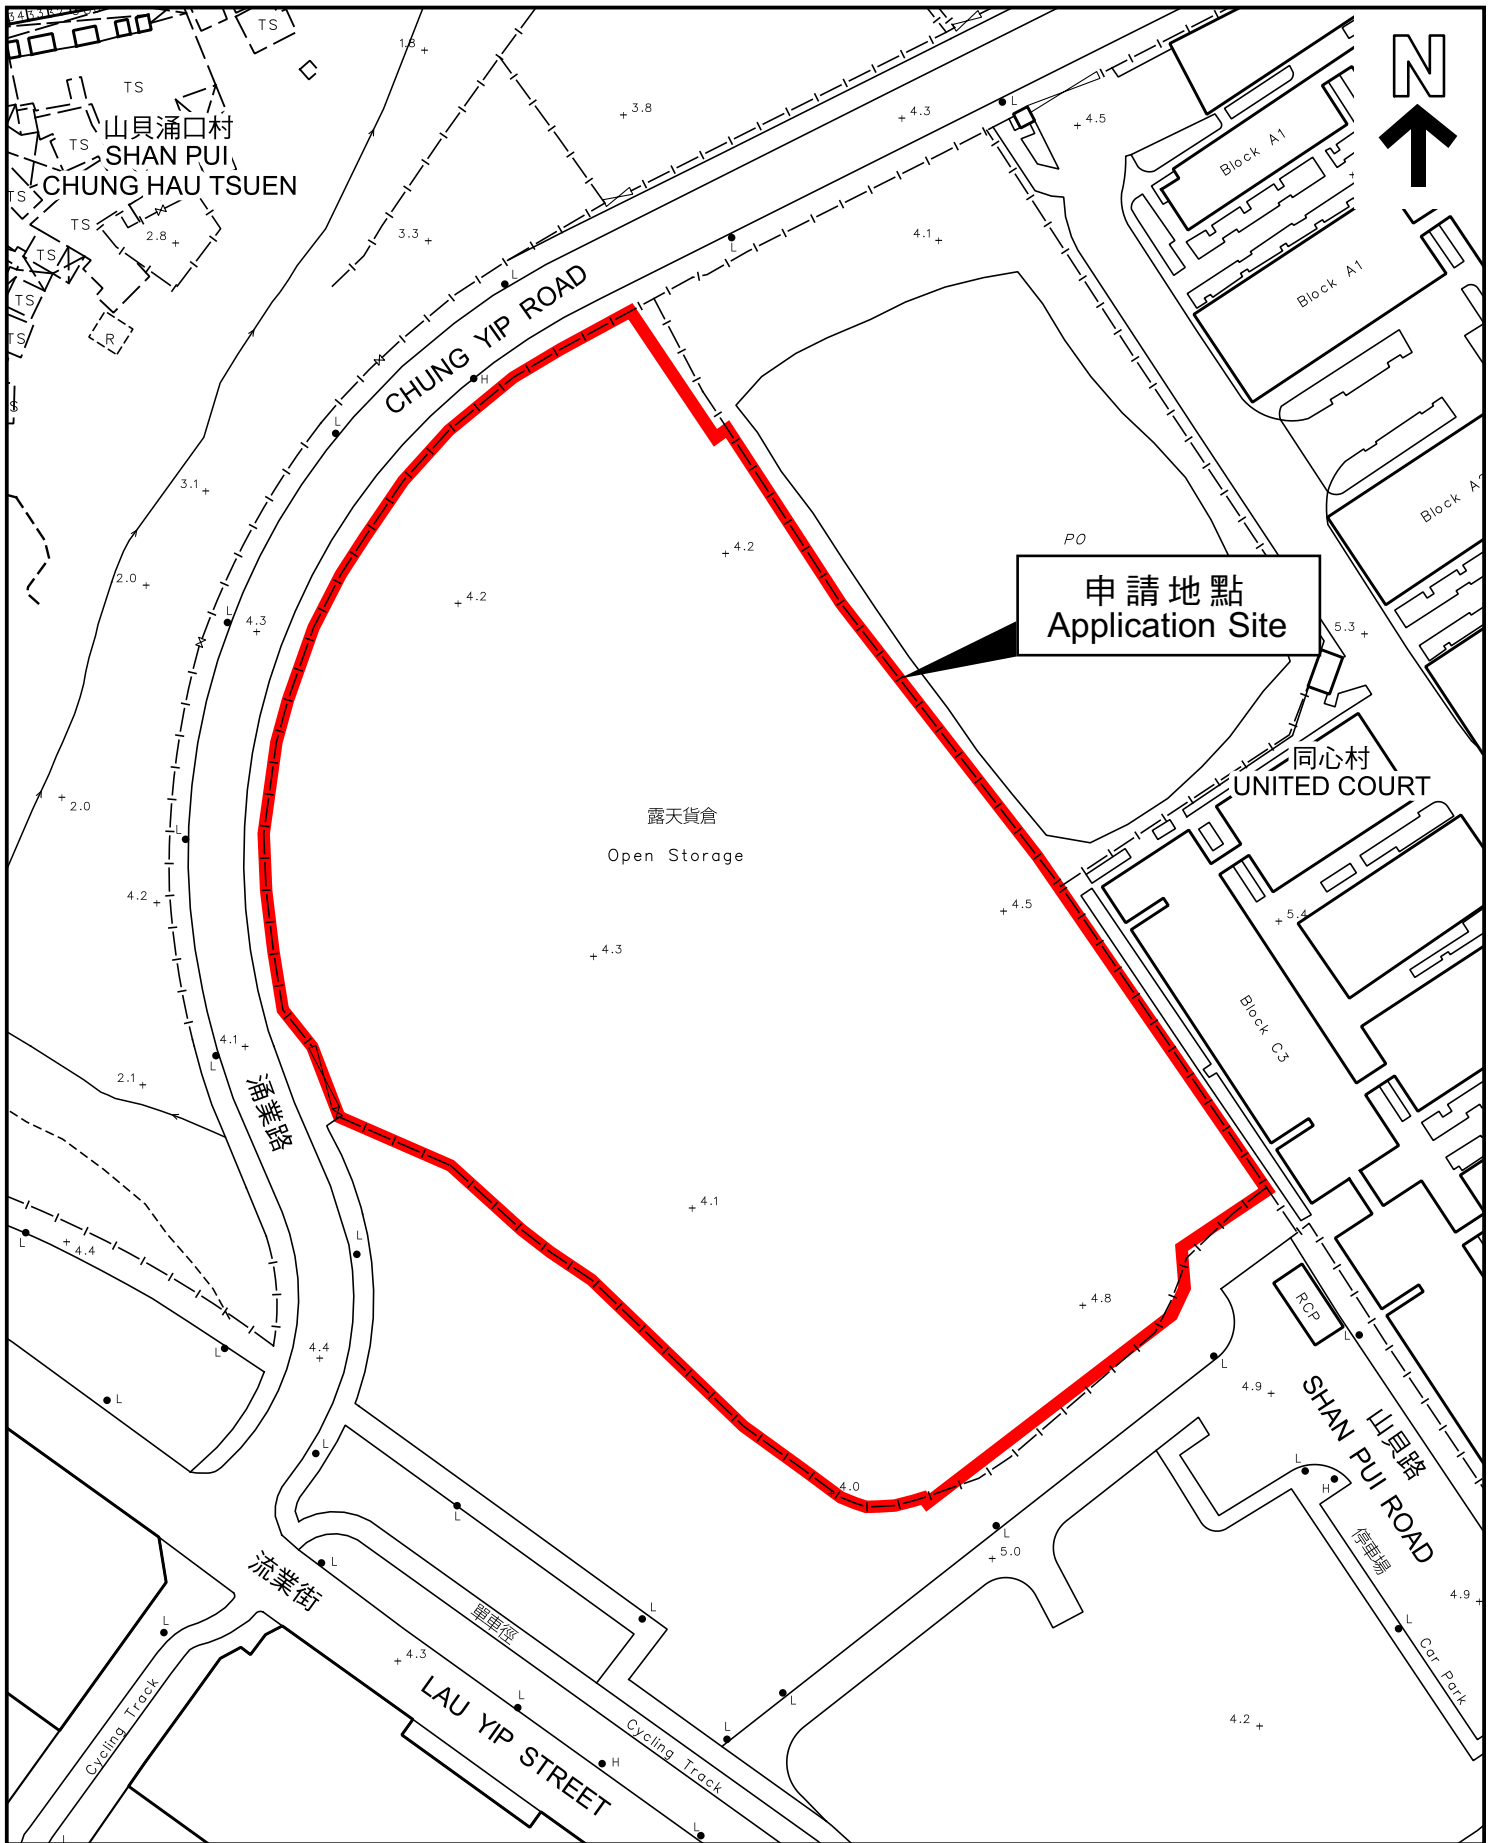 TS
1.8
N
TS
3.8
4.3
L
4.5
山貝涌口村
SHAN PUI
CHUNG HAU TSUEN
TS
Block A1
TS
TS
2.8
3.3
L
4.1
TS
TS
L
Block A1
CHUNG YIP ROAD
TS
R
H
S
L
3.1
Block A2
PO
4.2
2.0
4.2
申請地點
Application Site
L
4.3
5.3
同心村
UNITED COURT
2.0
露天貨倉
Open Storage
L
4.2
4.5
5.4
4.3
Block C3
4.1
L
2.1
涌業路
4.1
L
L
4.4
4.8
RCP
L
4.4
L
L
L
4.9
山貝路
SHAN PUI ROAD
L
L
H
4.0
L
L
5.0
停車場
流業街
L
單車徑
L
L
4.9
L
4.3
Car Park
Cycling Track
LAU YIP STREET
L
L
Cycling Track
L
4.2
H
L
L